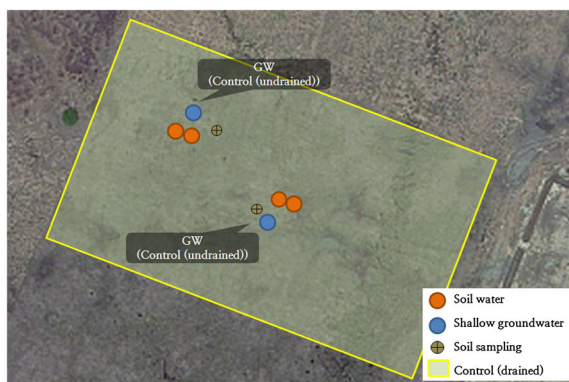 GW
(Control (undrained))
GW
(Control (undrained))
Soil water
Shallow groundwater
Soil sampling
Control (drained)